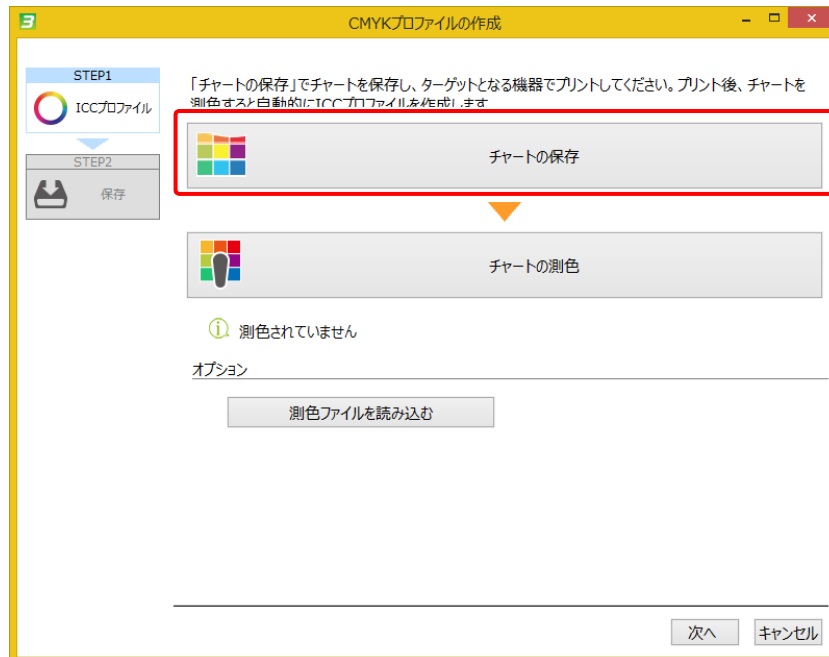 CMYKプロファイルの作成
STEP1
ICCプロファイル
STEP2
保存
「チャートの保存」でチャートを保存し、ターゲットとなる機器でプリントしてください。プリント後、チャートを
測色すると自動的にICCプロファイルを作成します
チャートの保存
チャートの測色
測色されていません
オプション
測色ファイルを読み込む
次へ
キャンセル